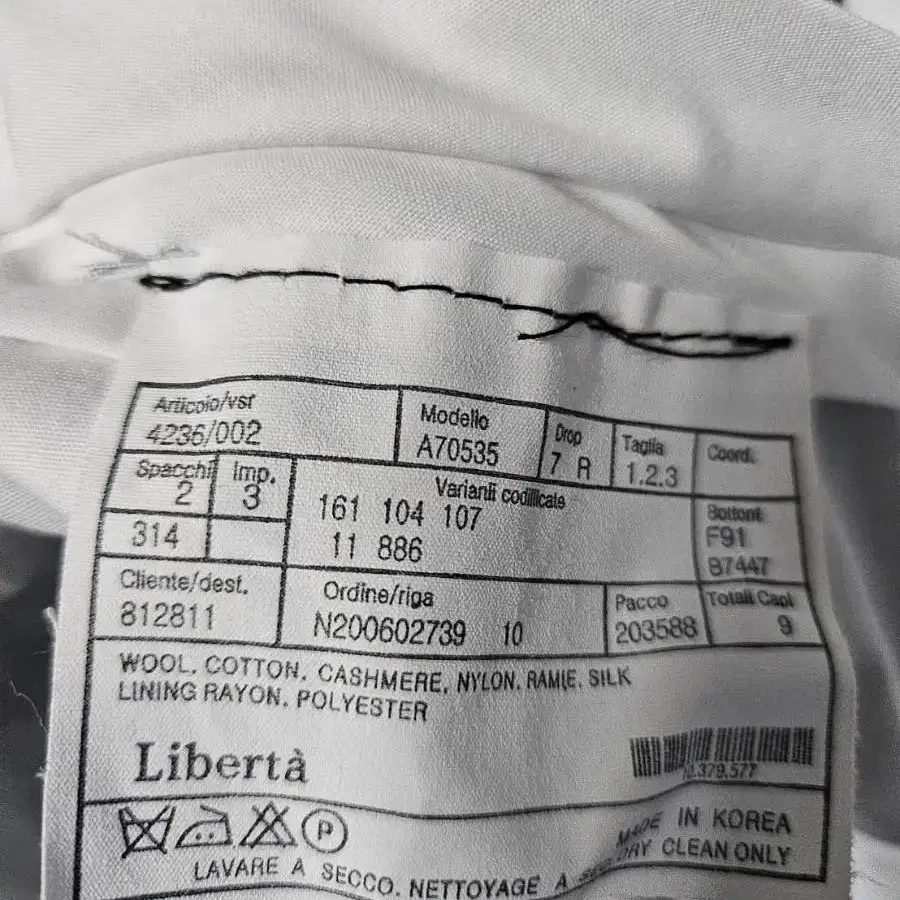 Articolo/vsr
4236/002
Modello
A70535
Drop
7 R
Taglia
1.2.3
Coord.
Spacchi
2
Imp.
3
Varianti codificate
161 104 107
11 886
Bottoni
F91
87447
314
Cliente/dest.
812811
Ordine/riga
N200602739 10
Pacco
203588
Totali Capi
9
WOOL. COTTON. CASHMERE. NYLON. RAMIE. SILK
LINING RAYON. POLYESTER
Libertà
0.379.577
P
MADE IN KOREA
LAVARE A SECCO. NETTOYAGE A
DRY CLEAN ONLY